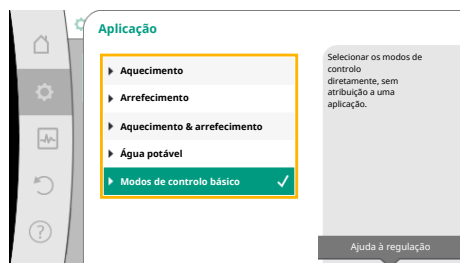 Aplicação
Aquecimento
Arrefecimento
Aquecimento & arrefecimento
Água potável
Modos de controlo básico
Selecionar os modos de
controlo
diretamente, sem
atribuição a uma
aplicação.
Ajuda à regulação
?